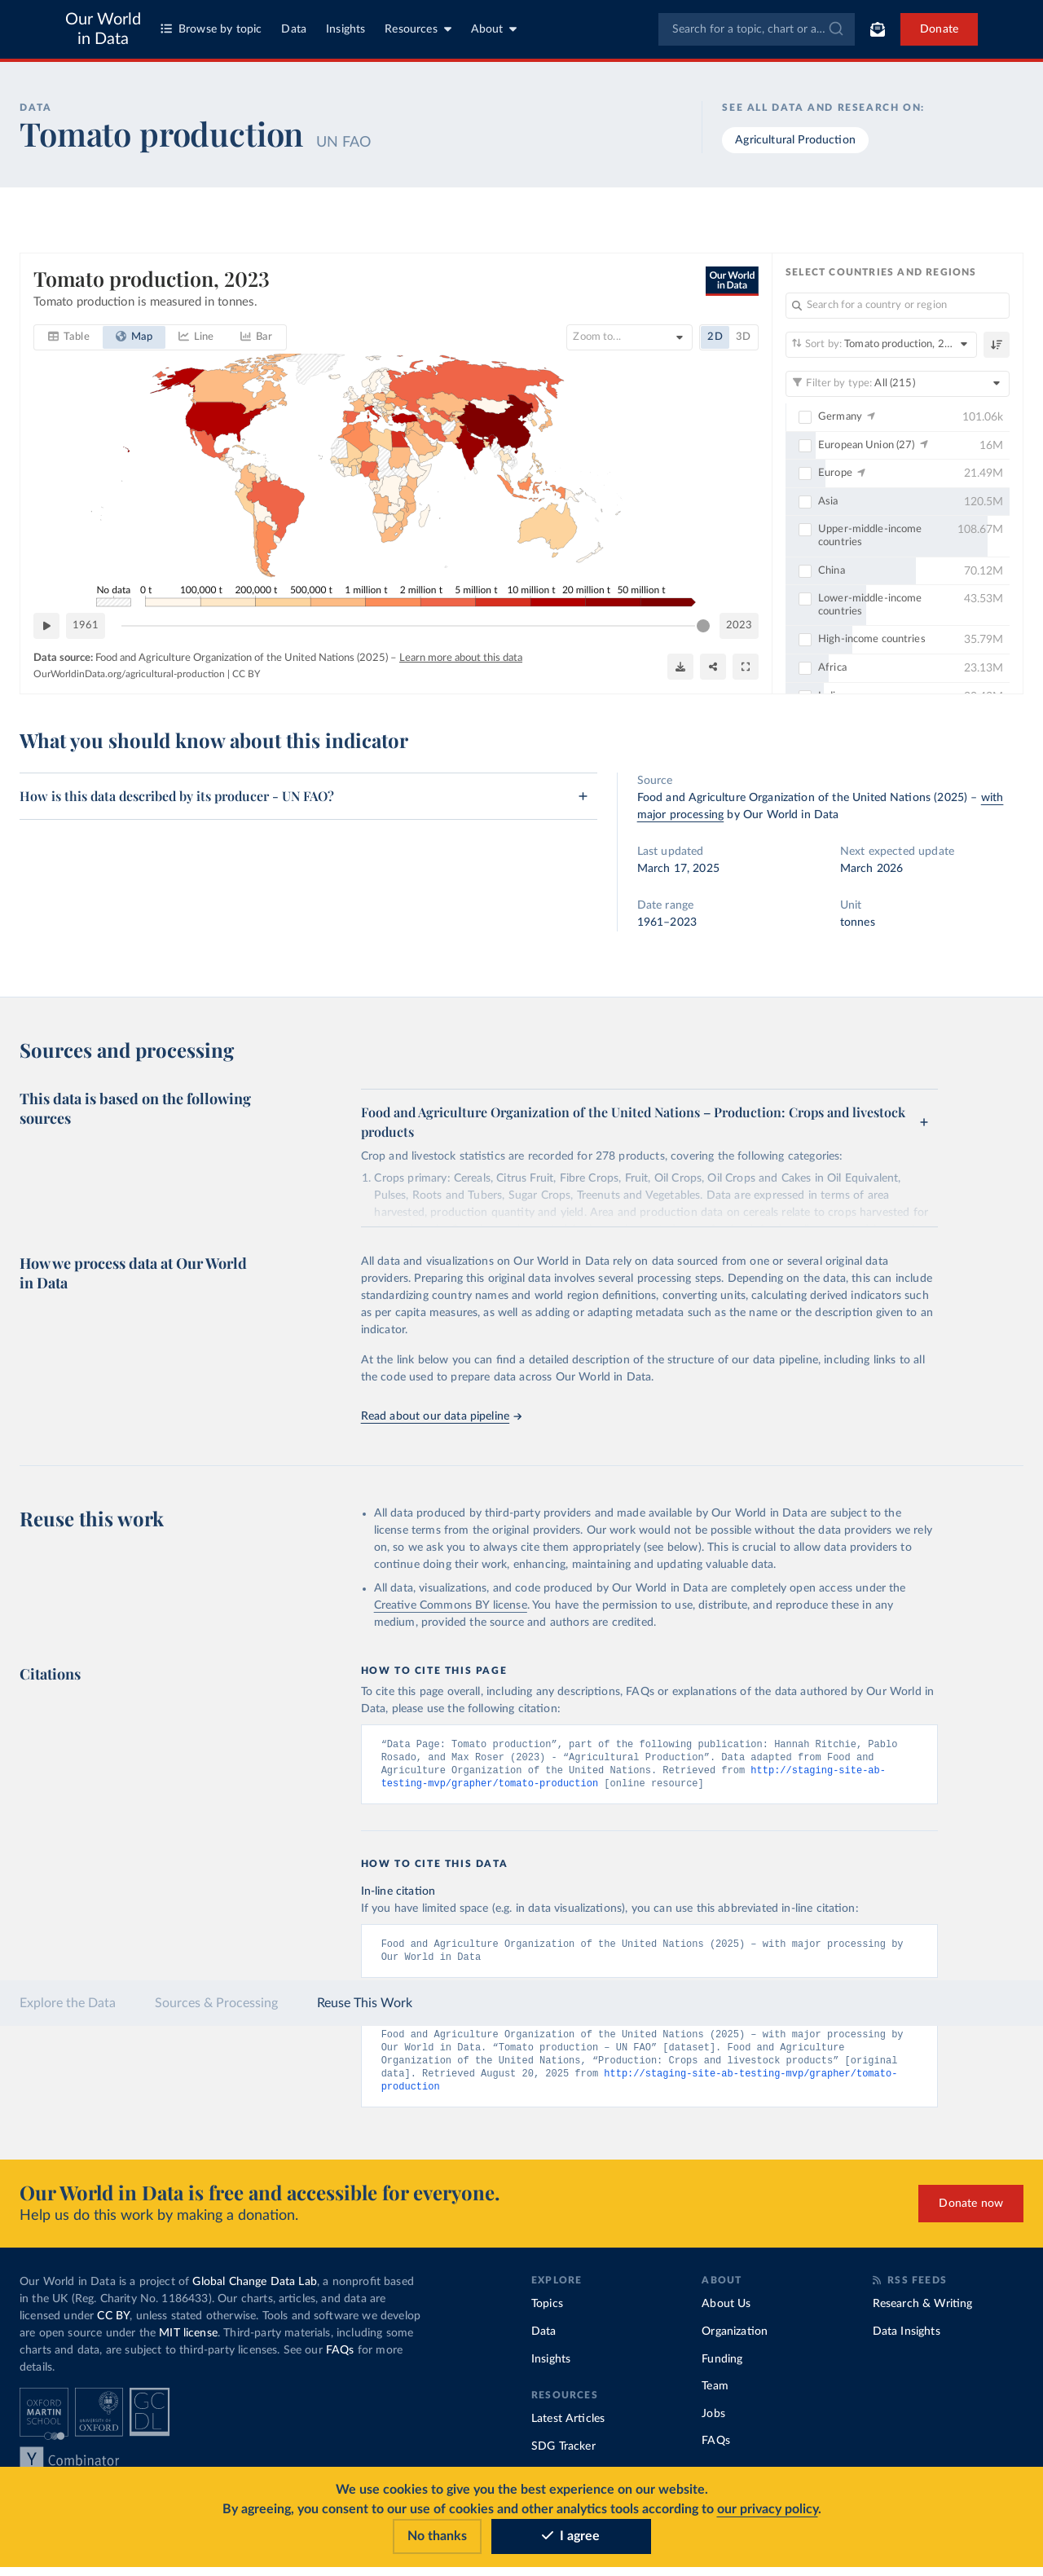 Our World
in Data
Browse by topic
Data
Insights
Resources
About
Search for a topic, chart or a...
Donate
DATA
Tomato production UN FAO
SEE ALL DATA AND RESEARCH ON:
Agricultural Production
Tomato production, 2023
Tomato production is measured in tonnes.
Our World
in Data
Table
Map
Line
Bar
Zoom to...
2D
3D
No data
0 t
100,000 t
200,000 t
500,000 t
1 million t
2 million t
5 million t
10 million t
20 million t
50 million t
1961
2023
Data source: Food and Agriculture Organization of the United Nations (2025) – Learn more about this data
OurWorldinData.org/agricultural-production | CC BY
SELECT COUNTRIES AND REGIONS
Search for a country or region
Sort by: Tomato production, 2...
Filter by type: All (215)
Germany 101.06k
European Union (27) 16M
Europe 21.49M
Asia 120.5M
Upper-middle-income
countries 108.67M
China 70.12M
Lower-middle-income
countries 43.53M
High-income countries 35.79M
Africa 23.13M
What you should know about this indicator
How is this data described by its producer - UN FAO?
Source
Food and Agriculture Organization of the United Nations (2025) – with
major processing by Our World in Data
Last updated
March 17, 2025
Next expected update
March 2026
Date range
1961–2023
Unit
tonnes
Sources and processing
This data is based on the following
sources
Food and Agriculture Organization of the United Nations – Production: Crops and livestock
products
Crop and livestock statistics are recorded for 278 products, covering the following categories:
1. Crops primary: Cereals, Citrus Fruit, Fibre Crops, Fruit, Oil Crops, Oil Crops and Cakes in Oil Equivalent,
Pulses, Roots and Tubers, Sugar Crops, Treenuts and Vegetables. Data are expressed in terms of area
harvested, production quantity and yield. Area and production data on cereals relate to crops harvested for
How we process data at Our World
in Data
All data and visualizations on Our World in Data rely on data sourced from one or several original data
providers. Preparing this original data involves several processing steps. Depending on the data, this can include
standardizing country names and world region definitions, converting units, calculating derived indicators such
as per capita measures, as well as adding or adapting metadata such as the name or the description given to an
indicator.
At the link below you can find a detailed description of the structure of our data pipeline, including links to all
the code used to prepare data across Our World in Data.
Read about our data pipeline
Reuse this work
All data produced by third-party providers and made available by Our World in Data are subject to the
license terms from the original providers. Our work would not be possible without the data providers we rely
on, so we ask you to always cite them appropriately (see below). This is crucial to allow data providers to
continue doing their work, enhancing, maintaining and updating valuable data.
All data, visualizations, and code produced by Our World in Data are completely open access under the
Creative Commons BY license. You have the permission to use, distribute, and reproduce these in any
medium, provided the source and authors are credited.
Citations
HOW TO CITE THIS PAGE
To cite this page overall, including any descriptions, FAQs or explanations of the data authored by Our World in
Data, please use the following citation:
“Data Page: Tomato production”, part of the following publication: Hannah Ritchie, Pablo
Rosado, and Max Roser (2023) - “Agricultural Production”. Data adapted from Food and
Agriculture Organization of the United Nations. Retrieved from http://staging-site-ab-
testing-mvp/grapher/tomato-production [online resource]
HOW TO CITE THIS DATA
In-line citation
If you have limited space (e.g. in data visualizations), you can use this abbreviated in-line citation:
Food and Agriculture Organization of the United Nations (2025) – with major processing by
Our World in Data
Explore the Data
Sources & Processing
Reuse This Work
Food and Agriculture Organization of the United Nations (2025) – with major processing by
Our World in Data. “Tomato production – UN FAO” [dataset]. Food and Agriculture
Organization of the United Nations, “Production: Crops and livestock products” [original
data]. Retrieved August 20, 2025 from http://staging-site-ab-testing-mvp/grapher/tomato-
production
Our World in Data is free and accessible for everyone.
Help us do this work by making a donation.
Donate now
Our World in Data is a project of Global Change Data Lab, a nonprofit based
in the UK (Reg. Charity No. 1186433). Our charts, articles, and data are
licensed under CC BY, unless stated otherwise. Tools and software we develop
are open source under the MIT license. Third-party materials, including some
charts and data, are subject to third-party licenses. See our FAQs for more
details.
OXFORD
MARTIN
SCHOOL
UNIVERSITY OF
OXFORD
GC
DL
Y Combinator
EXPLORE
Topics
Data
Insights
RESOURCES
Latest Articles
SDG Tracker
ABOUT
About Us
Organization
Funding
Team
Jobs
FAQs
RSS FEEDS
Research & Writing
Data Insights
We use cookies to give you the best experience on our website.
By agreeing, you consent to our use of cookies and other analytics tools according to our privacy policy.
No thanks
I agree